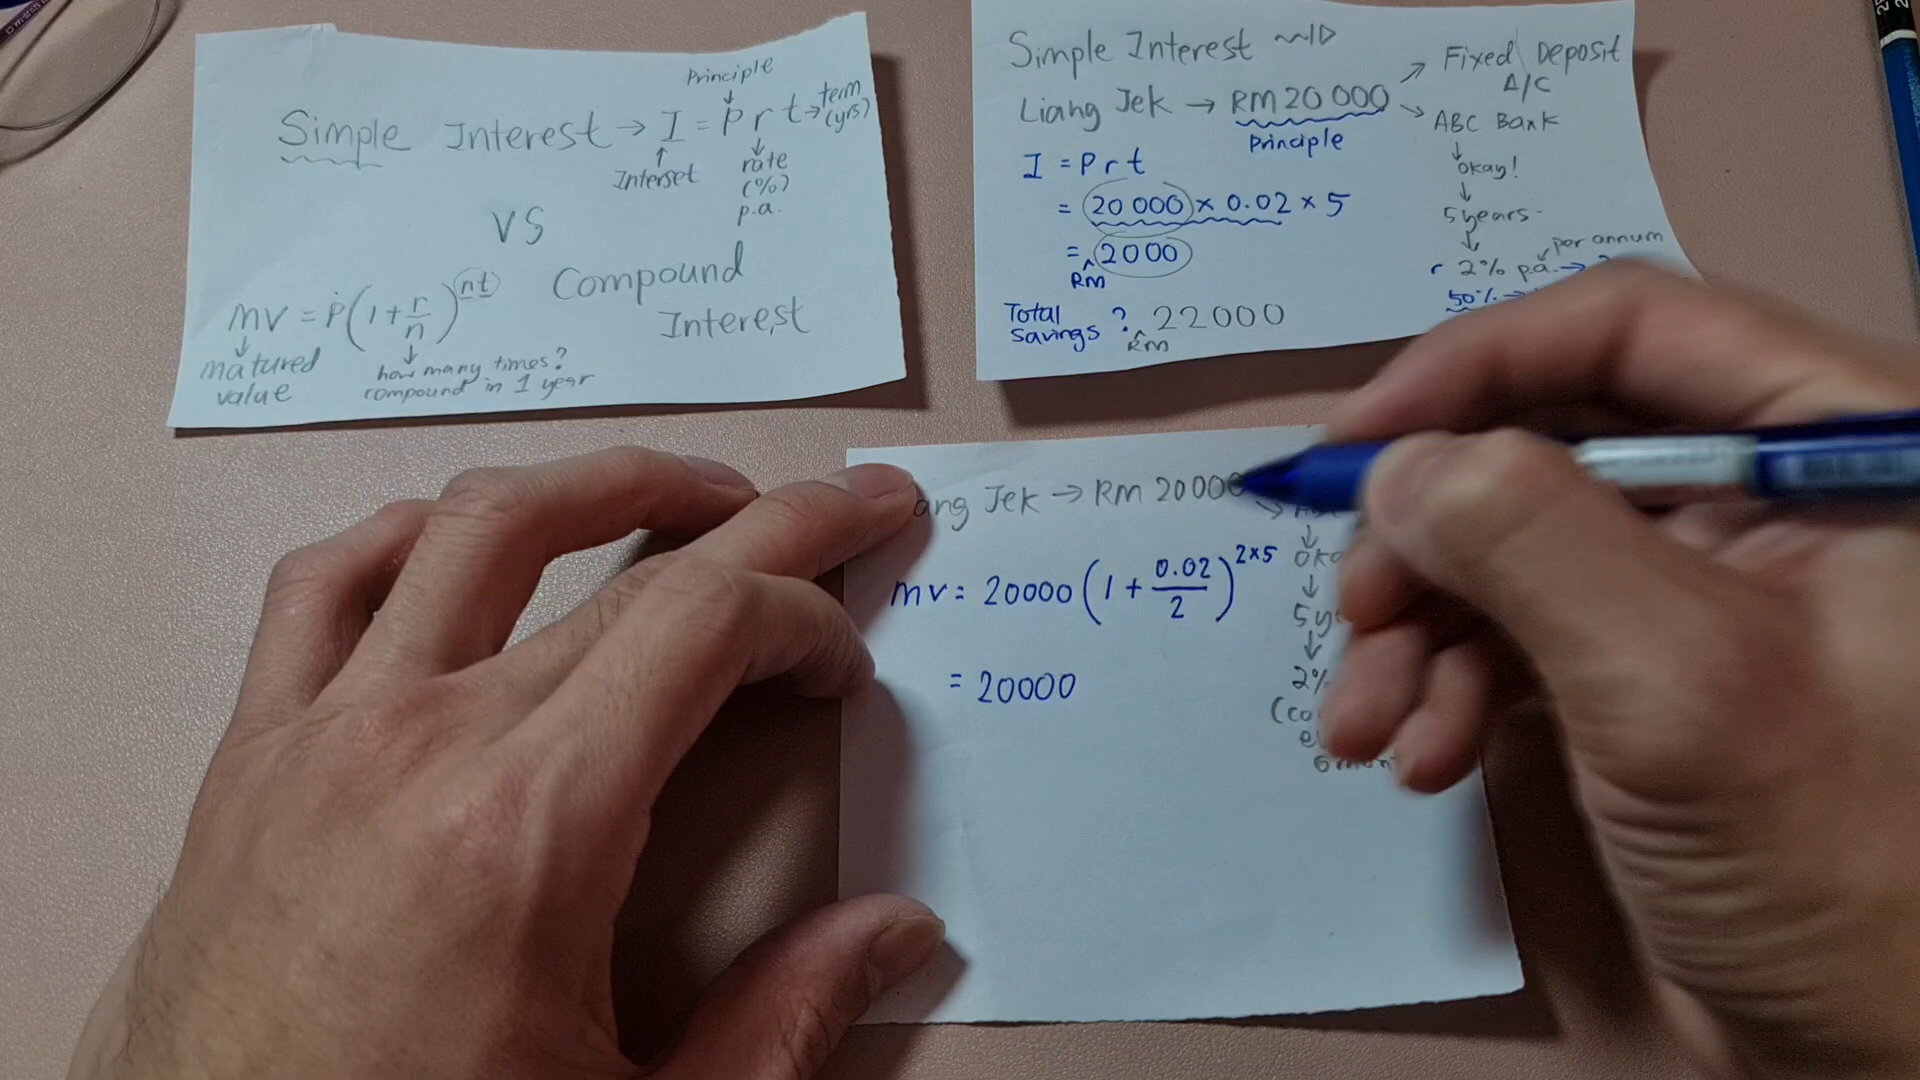 Principle
Simple Interest → I = P r t → term (yrs)
Interset
rate
(%)
p.a.
VS
Compound
Interest
mv = P(1 + r/n)^nt
matured
value
how many times?
compound in 1 year
Simple Interest
Liang Jek → RM 20 000
Principle
Fixed Deposit
A/C
ABC Bank
okay!
5 years
per annum
r 2% p.a. →
50% →
I = P r t
= 20 000 × 0.02 × 5
= 2000
RM
Total
Savings ? 22000
RM
ang Jek → RM 20000
mv = 20000 (1 + 0.02/2)^2×5
= 20000
2%